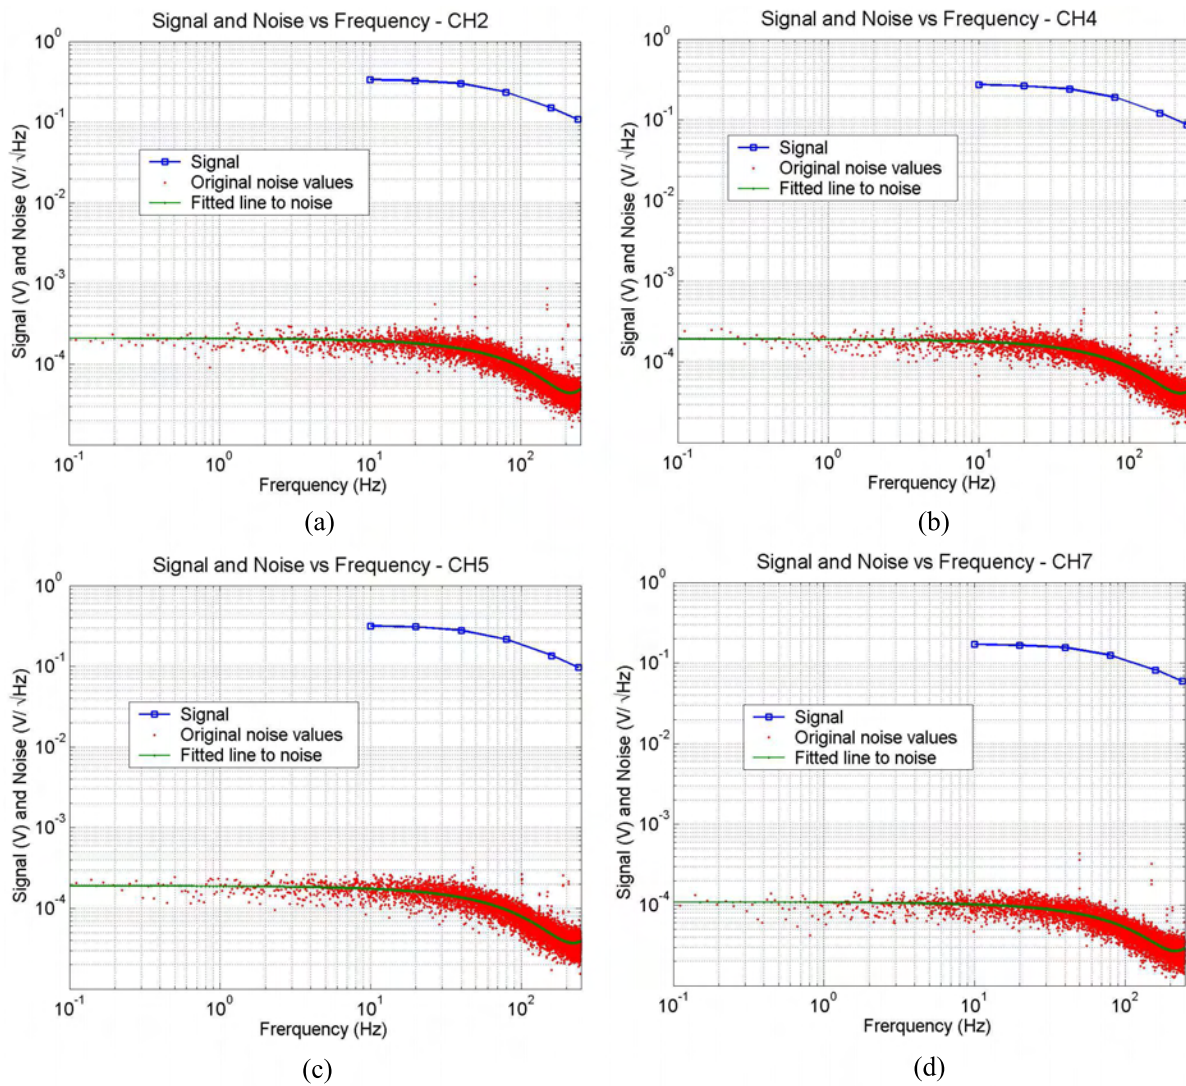 Signal and Noise vs Frequency - CH2
10^0
10^-1
10^-2
10^-3
10^-4
Signal (V) and Noise (V/ √Hz)
Signal
Original noise values
Fitted line to noise
10^-1 10^0 10^1 10^2
Frerquency (Hz)
(a)
Signal and Noise vs Frequency - CH4
10^0
10^-1
10^-2
10^-3
10^-4
Signal (V) and Noise (V/ √Hz)
Signal
Original noise values
Fitted line to noise
10^-1 10^0 10^1 10^2
Frerquency (Hz)
(b)
Signal and Noise vs Frequency - CH5
10^0
10^-1
10^-2
10^-3
10^-4
Signal (V) and Noise (V/ √Hz)
Signal
Original noise values
Fitted line to noise
10^-1 10^0 10^1 10^2
Frerquency (Hz)
(c)
Signal and Noise vs Frequency - CH7
10^0
10^-1
10^-2
10^-3
10^-4
Signal (V) and Noise (V/ √Hz)
Signal
Original noise values
Fitted line to noise
10^-1 10^0 10^1 10^2
Frerquency (Hz)
(d)